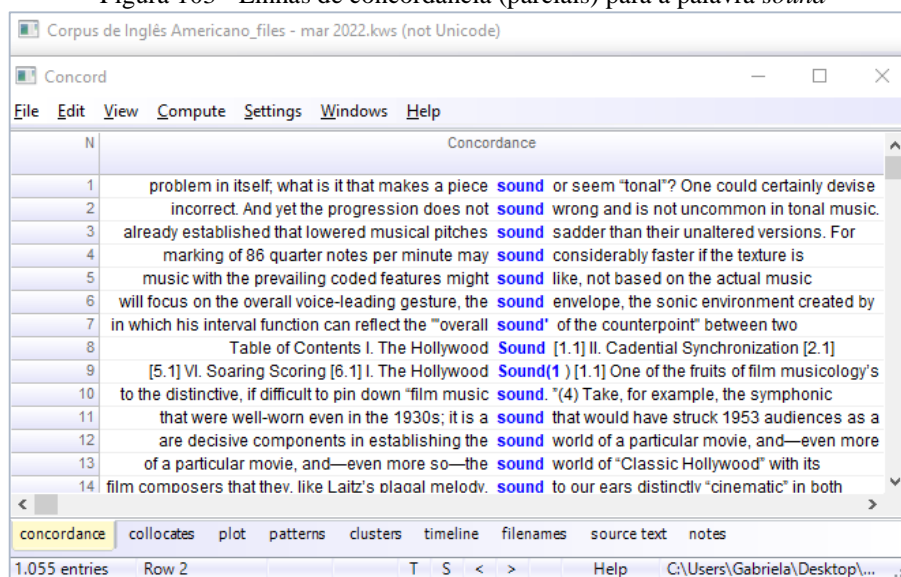 Figura 103 - Linhas de concordância (parciais) para a palavra sound
Corpus de Inglês Americano_files - mar 2022.kws (not Unicode)
Concord
File Edit View Compute Settings Windows Help
N Concordance
1 problem in itself; what is it that makes a piece sound or seem “tonal”? One could certainly devise
2 incorrect. And yet the progression does not sound wrong and is not uncommon in tonal music.
3 already established that lowered musical pitches sound sadder than their unaltered versions. For
4 marking of 86 quarter notes per minute may sound considerably faster if the texture is
5 music with the prevailing coded features might sound like, not based on the actual music
6 will focus on the overall voice-leading gesture, the sound envelope, the sonic environment created by
7 in which his interval function can reflect the "'overall sound' of the counterpoint" between two
8 Table of Contents I. The Hollywood Sound [1.1] II. Cadential Synchronization [2.1]
9 [5.1] VI. Soaring Scoring [6.1] I. The Hollywood Sound(1 ) [1.1] One of the fruits of film musicology's
10 to the distinctive, if difficult to pin down “film music sound. "(4) Take, for example, the symphonic
11 that were well-worn even in the 1930s; it is a sound that would have struck 1953 audiences as a
12 are decisive components in establishing the sound world of a particular movie, and—even more
13 of a particular movie, and—even more so—the sound world of “Classic Hollywood” with its
14 film composers that they, like Laitz's plagal melody, sound to our ears distinctly “cinematic” in both
concordance collocates plot patterns clusters timeline filenames source text notes
1.055 entries Row 2 T S < > Help C:\Users\Gabriela\Desktop\...